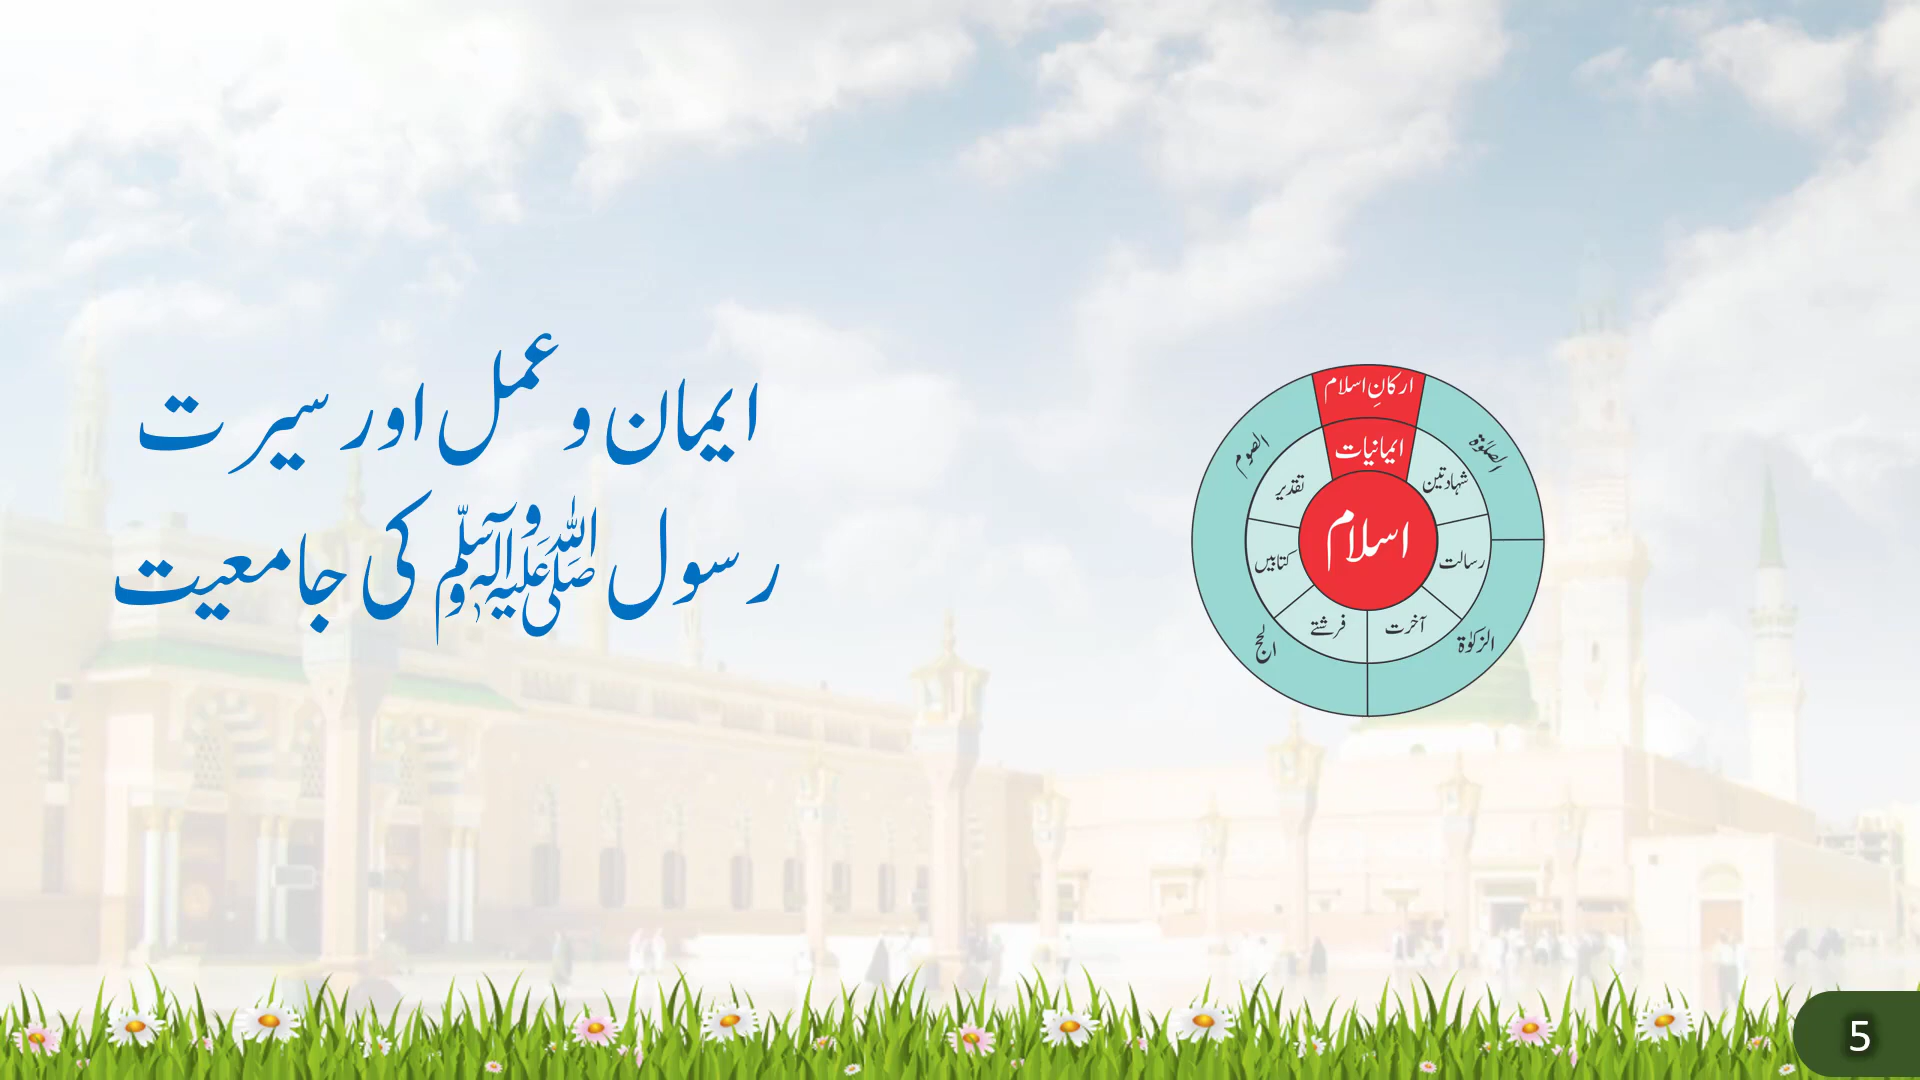 ایمان و عمل اور سیرت
رسول ﷺ کی جامعیت
ارکانِ اسلام
ایمانیات
اسلام
الصلوٰۃ
الزکوٰۃ
الحج
الصوم
شہادتین
رسالت
آخرت
فرشتے
کتابیں
تقدیر
5